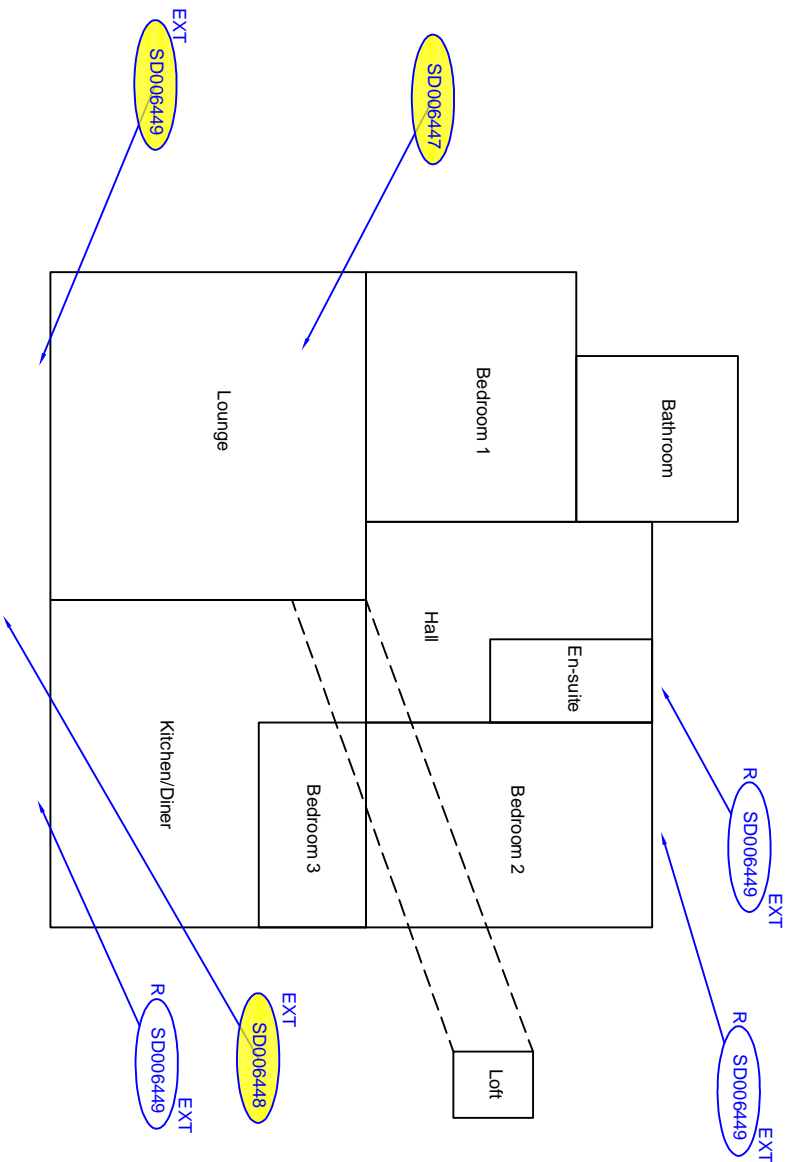 EXT
SD006449
SD006447
Bathroom
Bedroom 1
Lounge
Hall
En-suite
Bedroom 2
Bedroom 3
Kitchen/Diner
Loft
R
SD006449
EXT
R
SD006449
EXT
EXT
SD006448
R
SD006449
EXT